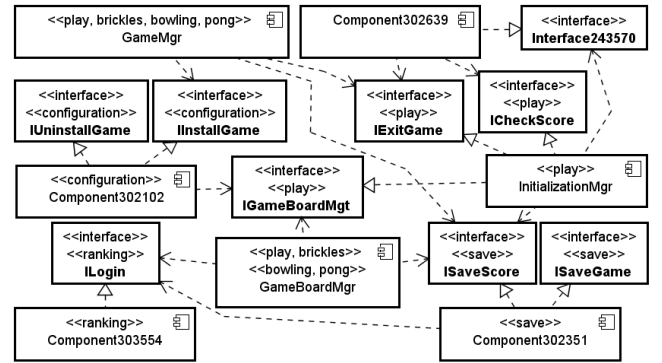 <<play, brickles, bowling, pong>>
GameMgr
Component302639
<<interface>>
Interface243570
<<interface>>
<<configuration>>
IUninstallGame
<<interface>>
<<configuration>>
IInstallGame
<<interface>>
<<play>>
IExitGame
<<interface>>
<<play>>
ICheckScore
<<configuration>>
Component302102
<<interface>>
<<play>>
IGameBoardMgt
<<play>>
InitializationMgr
<<interface>>
<<ranking>>
ILogin
<<play, brickles>>
<<bowling, pong>>
GameBoardMgr
<<interface>>
<<save>>
ISaveScore
<<interface>>
<<save>>
ISaveGame
<<ranking>>
Component303554
<<save>>
Component302351